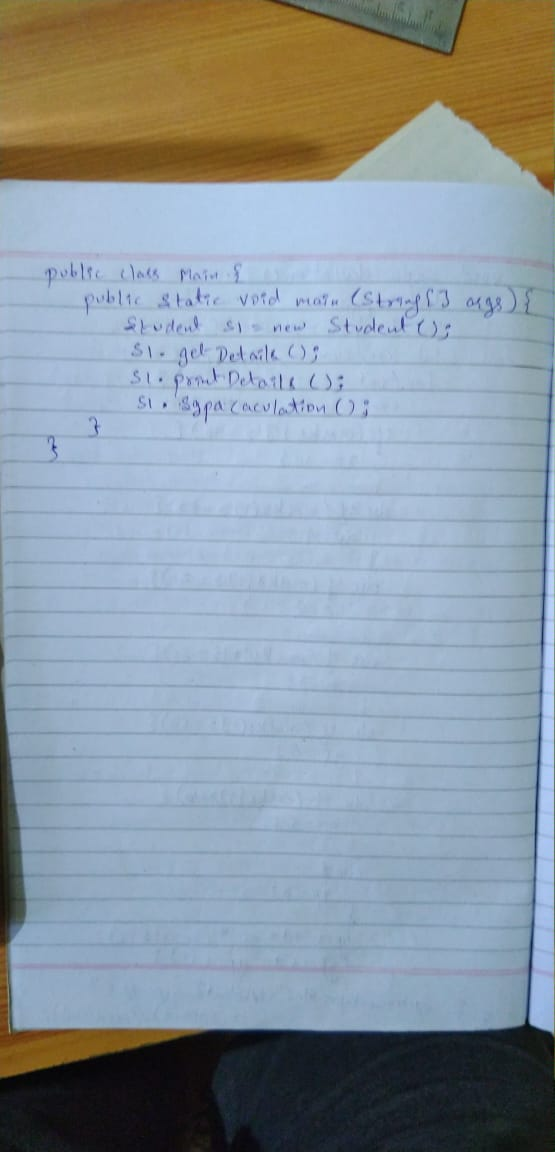 public class Main {
public static void main (String[] args) {
Student s1 = new Student();
s1. getDetails ();
s1. printDetails ();
s1. sgpacaculation ();
}
}